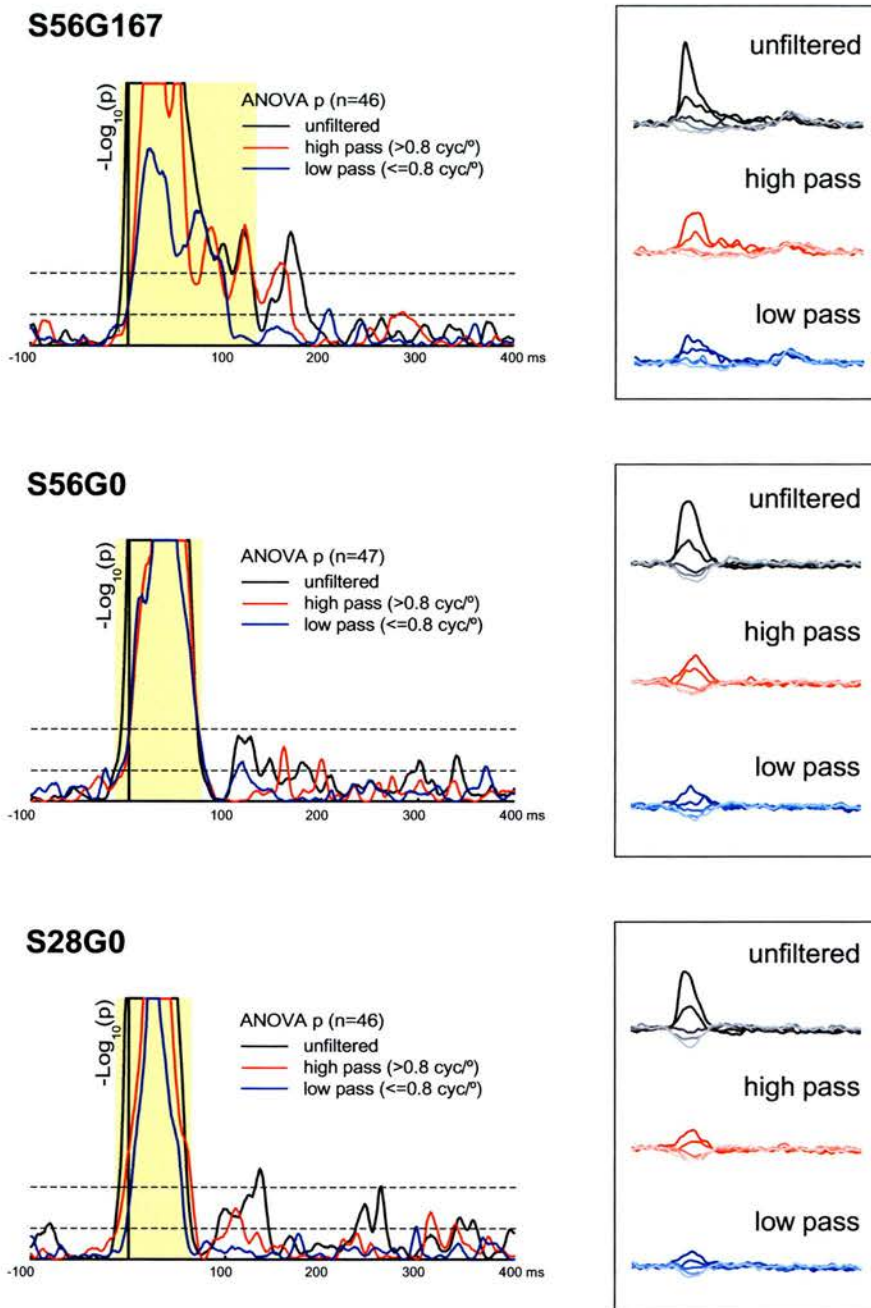 S56G167
-Log10(p)
ANOVA p (n=46)
unfiltered
high pass (>0.8 cyc/º)
low pass (<=0.8 cyc/º)
-100
100
200
300
400 ms
unfiltered
high pass
low pass
S56G0
-Log10(p)
ANOVA p (n=47)
unfiltered
high pass (>0.8 cyc/º)
low pass (<=0.8 cyc/º)
-100
100
200
300
400 ms
unfiltered
high pass
low pass
S28G0
-Log10(p)
ANOVA p (n=46)
unfiltered
high pass (>0.8 cyc/º)
low pass (<=0.8 cyc/º)
-100
100
200
300
400 ms
unfiltered
high pass
low pass